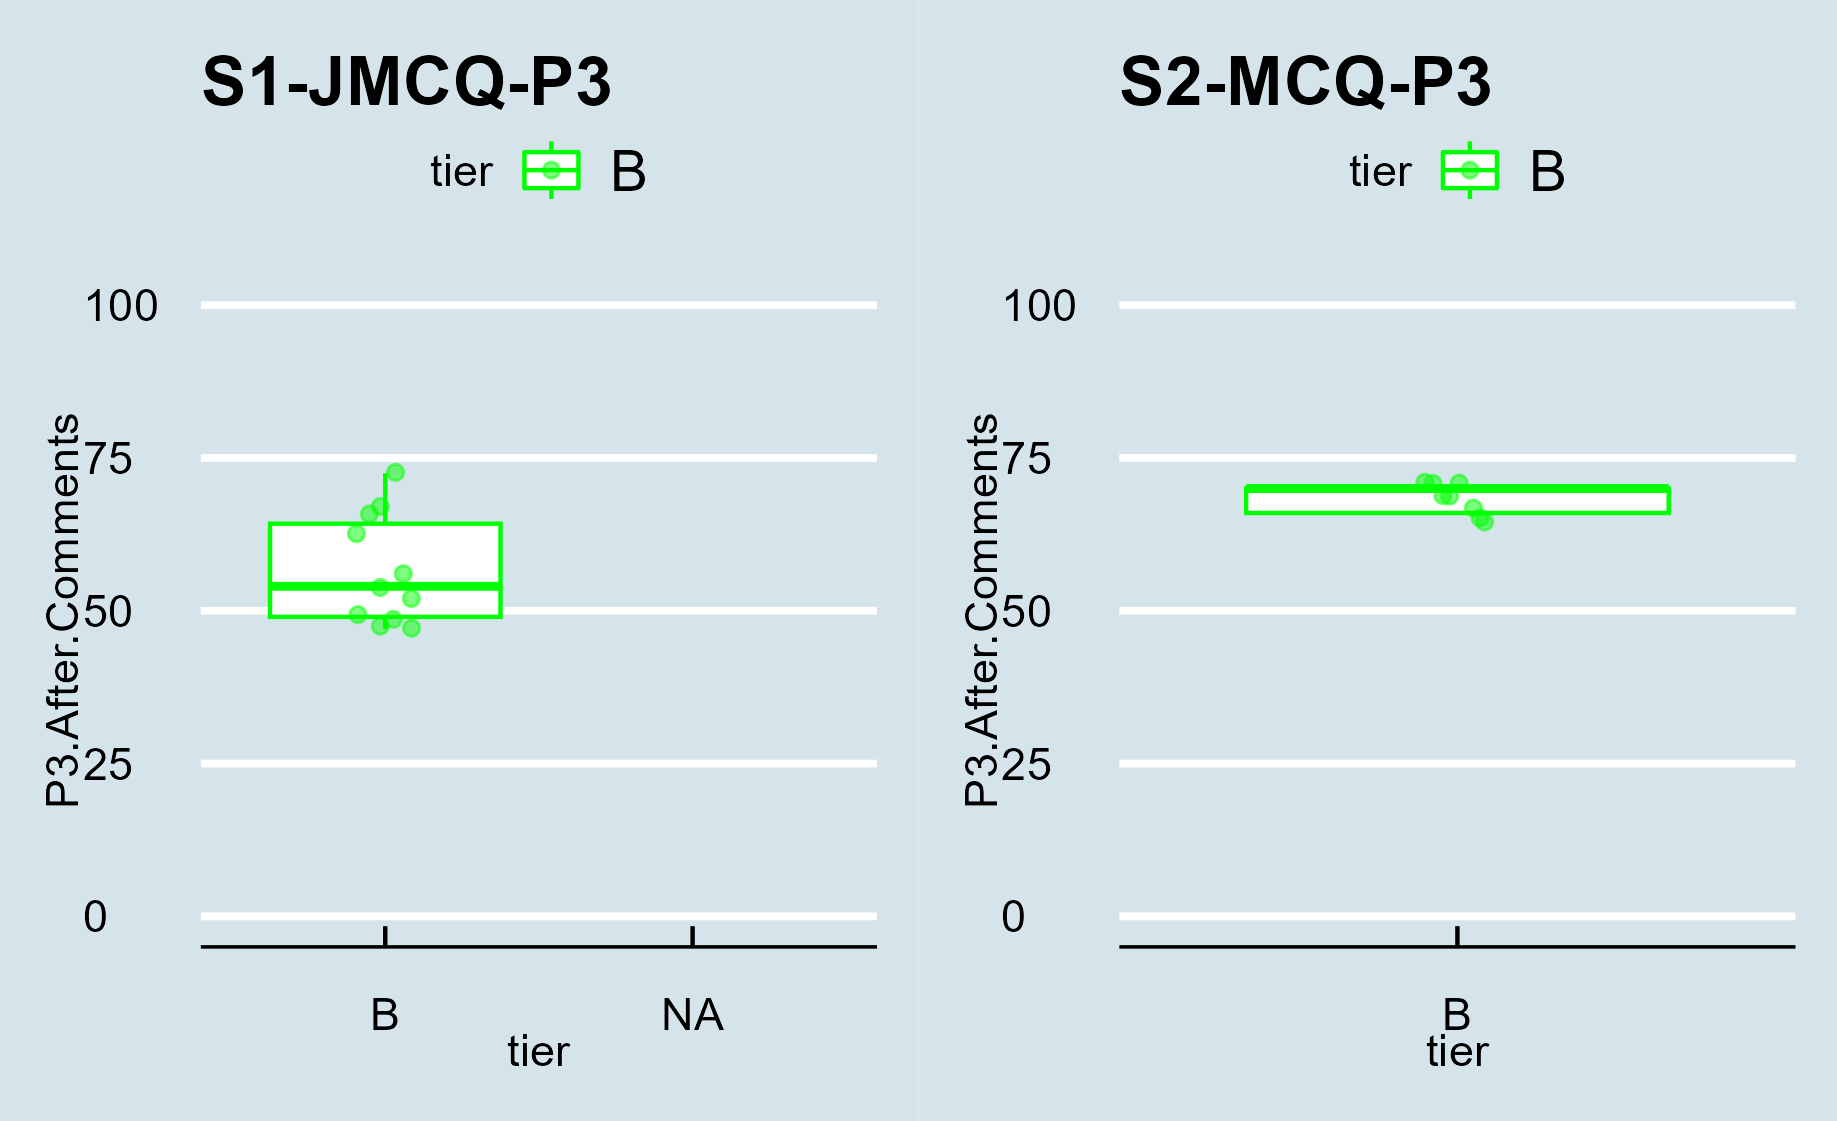 S1-JMCQ-P3
tier B
100
75
50
25
0
P3.After.Comments
B NA
tier
S2-MCQ-P3
tier B
100
75
50
25
0
P3.After.Comments
B
tier